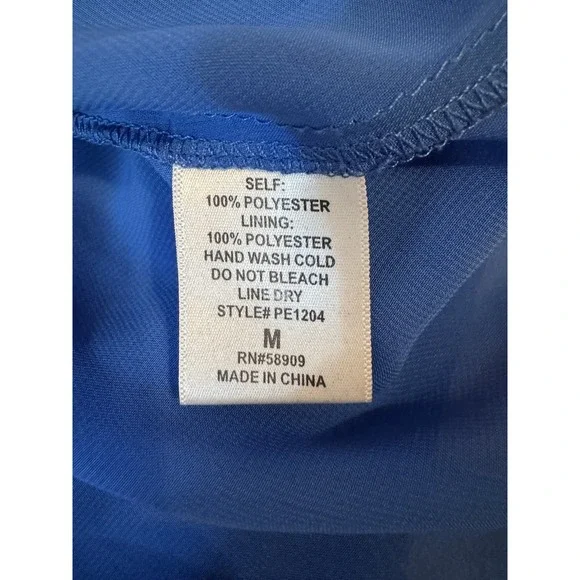 SELF:
100% POLYESTER
LINING:
100% POLYESTER
HAND WASH COLD
DO NOT BLEACH
LINE DRY
STYLE# PE1204
M
RN#58909
MADE IN CHINA